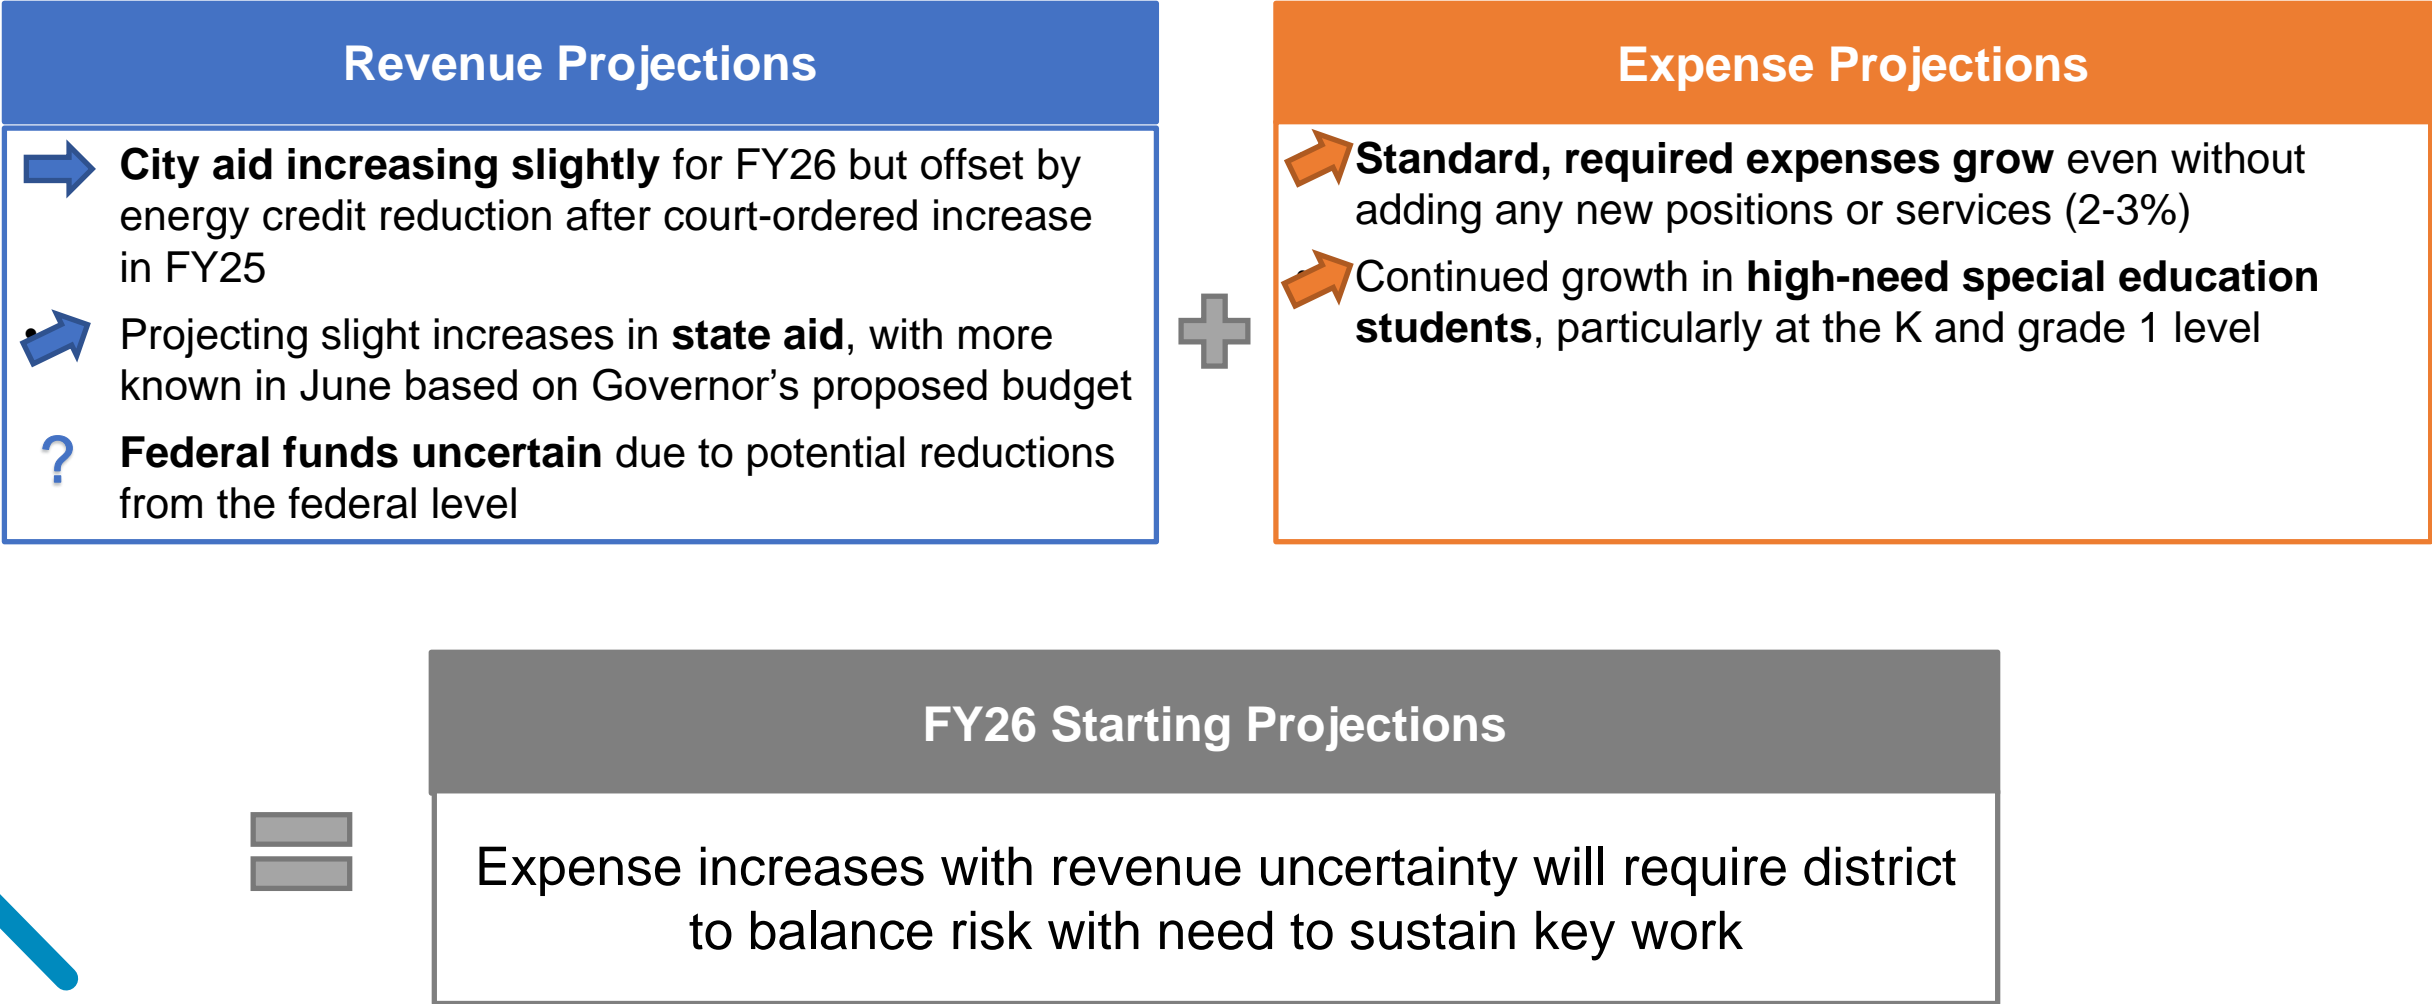 Revenue Projections
City aid increasing slightly for FY26 but offset by
energy credit reduction after court-ordered increase
in FY25
• Projecting slight increases in state aid, with more
known in June based on Governor’s proposed budget
? Federal funds uncertain due to potential reductions
from the federal level
Expense Projections
Standard, required expenses grow even without
adding any new positions or services (2-3%)
• Continued growth in high-need special education
students, particularly at the K and grade 1 level
FY26 Starting Projections
Expense increases with revenue uncertainty will require district
to balance risk with need to sustain key work